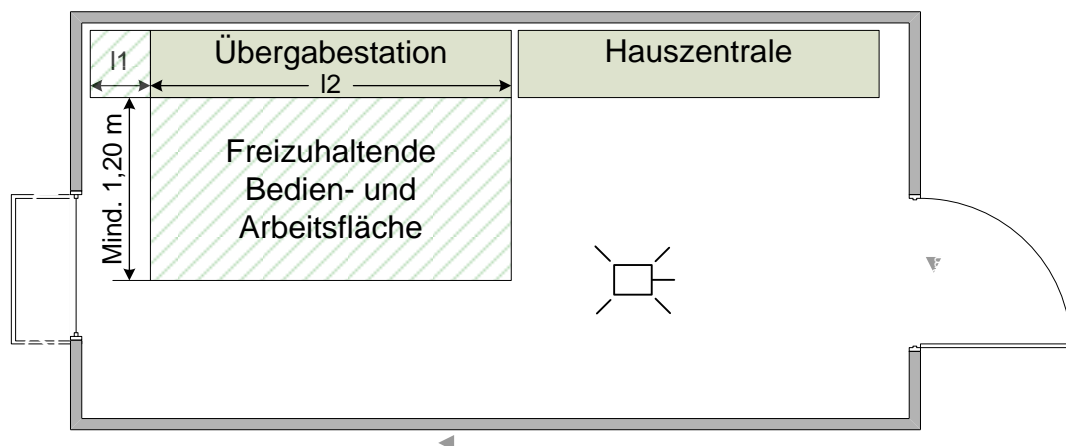 l1
Übergabestation
Hauszentrale
l2
Mind. 1,20 m
Freizuhaltende
Bedien- und
Arbeitsfläche